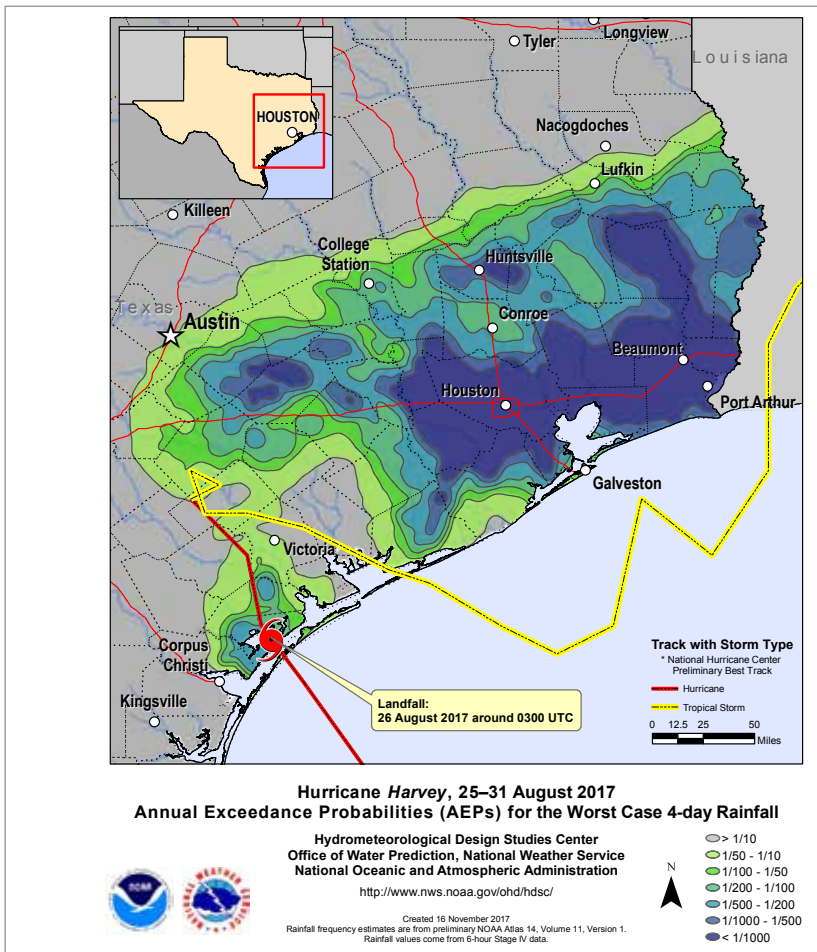 Longview
Tyler
Louisiana
HOUSTON
Nacogdoches
Lufkin
Killeen
College
Station
Huntsville
Texas
Austin
Conroe
Beaumont
Houston
Port Arthur
Galveston
Victoria
Corpus
Christi
Kingsville
Landfall:
26 August 2017 around 0300 UTC
Track with Storm Type
* National Hurricane Center
Preliminary Best Track
Hurricane
Tropical Storm
0 12.5 25 50
Miles
Hurricane Harvey, 25–31 August 2017
Annual Exceedance Probabilities (AEPs) for the Worst Case 4-day Rainfall
Hydrometeorological Design Studies Center
Office of Water Prediction, National Weather Service
National Oceanic and Atmospheric Administration
http://www.nws.noaa.gov/ohd/hdsc/
Created 16 November 2017
Rainfall frequency estimates are from preliminary NOAA Atlas 14, Volume 11, Version 1.
Rainfall values come from 6-hour Stage IV data.
NOAA
NATIONAL WEATHER SERVICE
N
> 1/10
1/50 - 1/10
1/100 - 1/50
1/200 - 1/100
1/500 - 1/200
1/1000 - 1/500
< 1/1000